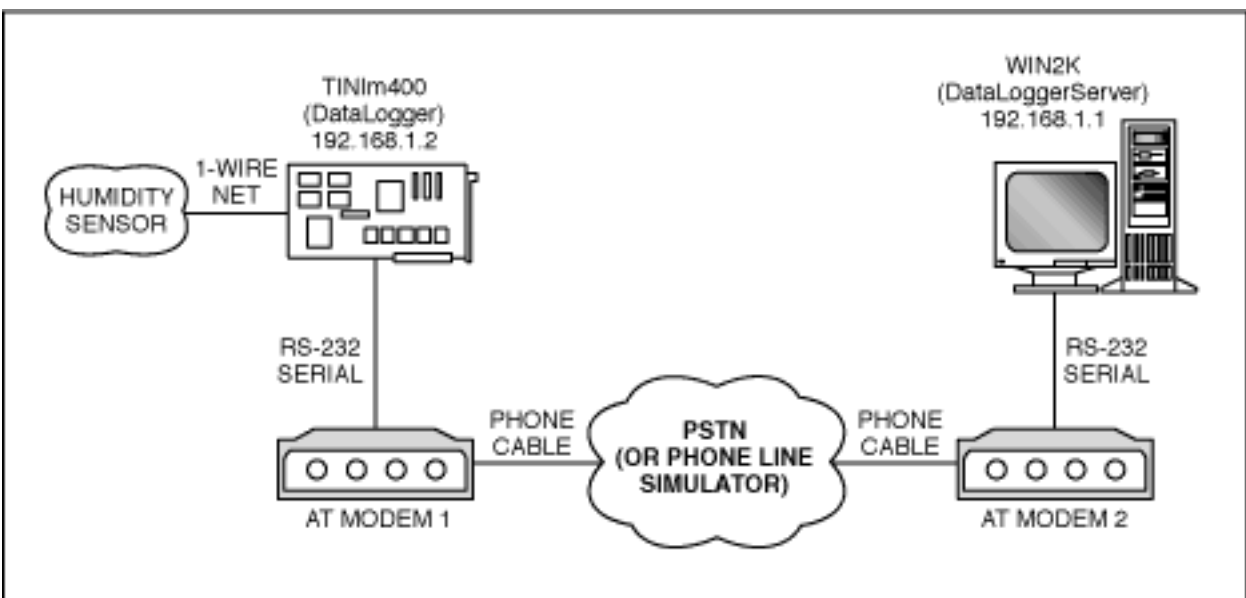 TINIm400
(DataLogger)
192.168.1.2
WIN2K
(DataLoggerServer)
192.168.1.1
1-WIRE
NET
HUMIDITY
SENSOR
RS-232
SERIAL
RS-232
SERIAL
PHONE
CABLE
PSTN
(OR PHONE LINE
SIMULATOR)
PHONE
CABLE
AT MODEM 1
AT MODEM 2